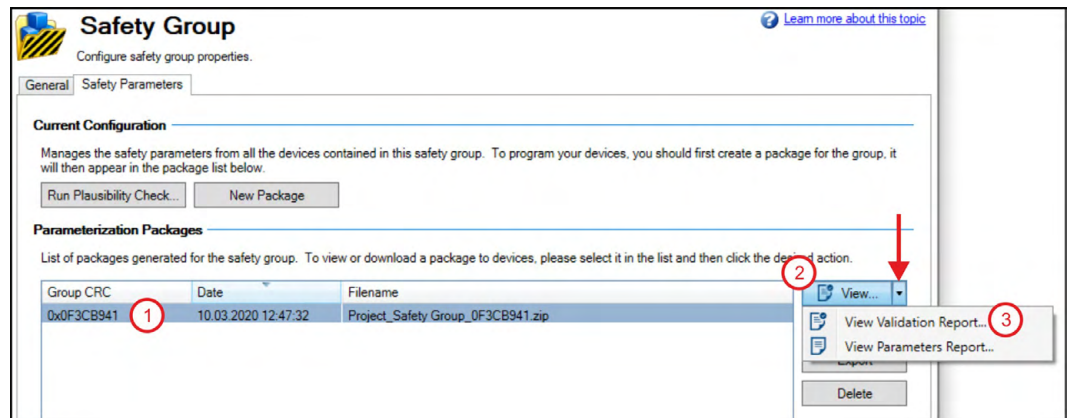 Safety Group
Learn more about this topic
Configure safety group properties.
General Safety Parameters
Current Configuration
Manages the safety parameters from all the devices contained in this safety group. To program your devices, you should first create a package for the group, it
will then appear in the package list below.
Run Plausibility Check... New Package
Parameterization Packages
List of packages generated for the safety group. To view or download a package to devices, please select it in the list and then click the desired action.
2
Group CRC Date Filename View...
0x0F3CB941 1 10.03.2020 12:47:32 Project_Safety Group_0F3CB941.zip
View Validation Report... 3
View Parameters Report...
Export
Delete